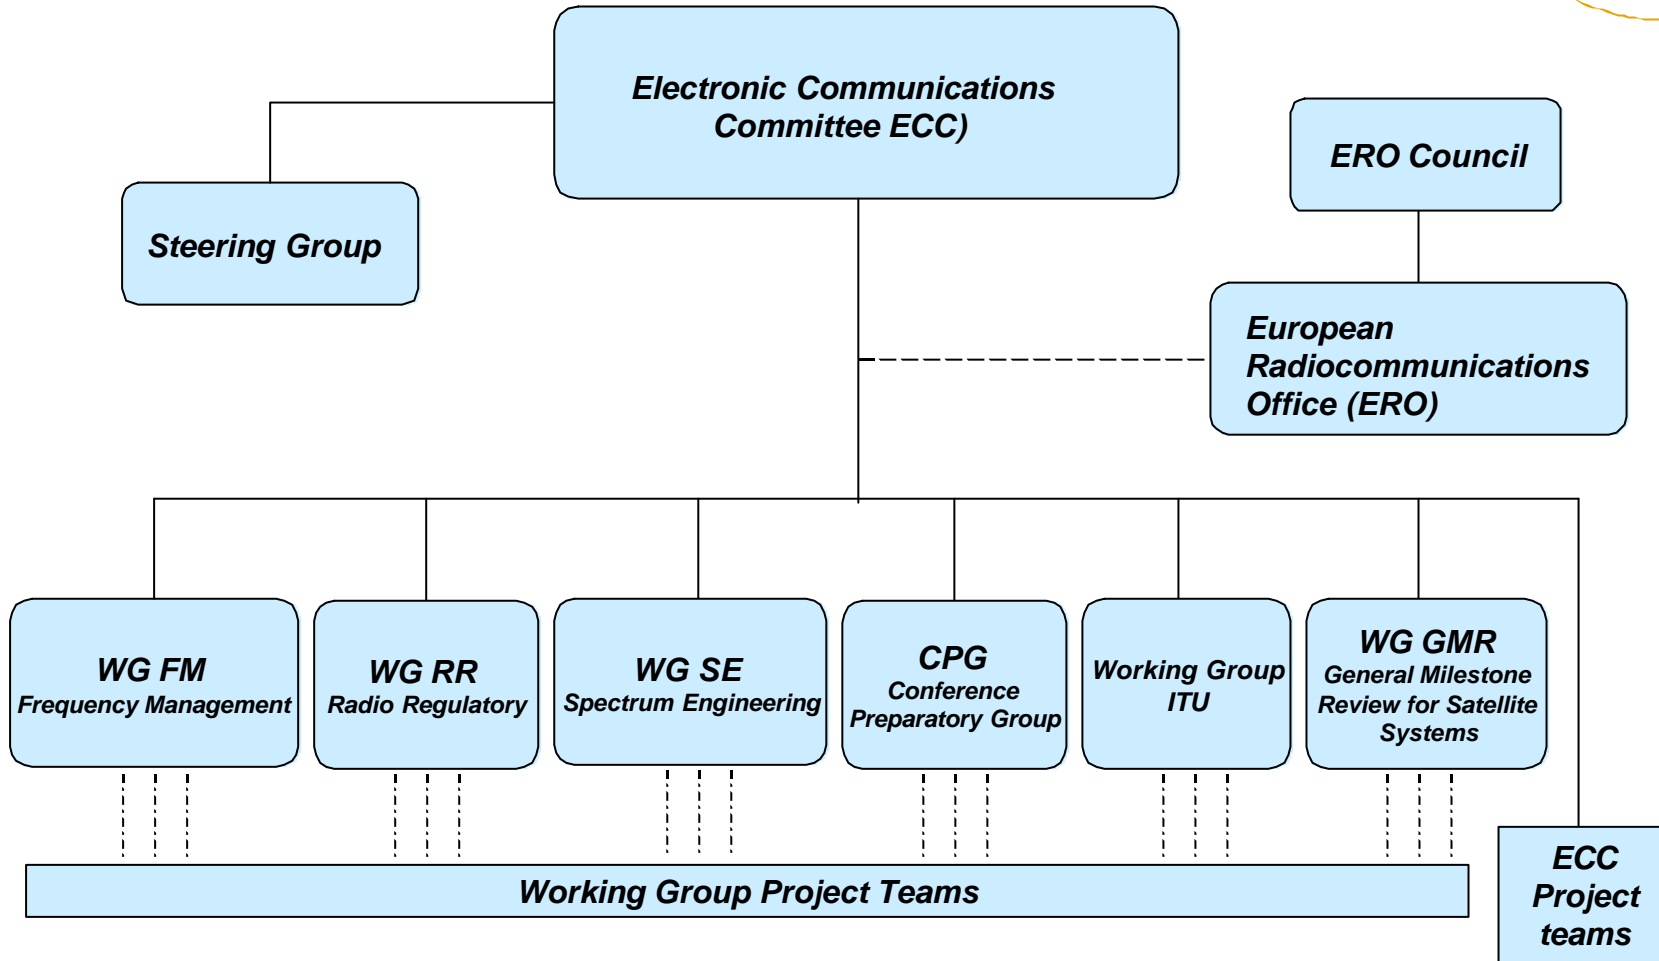 Electronic Communications
Committee ECC)
ERO Council
Steering Group
European
Radiocommunications
Office (ERO)
WG FM
Frequency Management
WG RR
Radio Regulatory
WG SE
Spectrum Engineering
CPG
Conference
Preparatory Group
Working Group
ITU
WG GMR
General Milestone
Review for Satellite
Systems
Working Group Project Teams
ECC
Project
teams